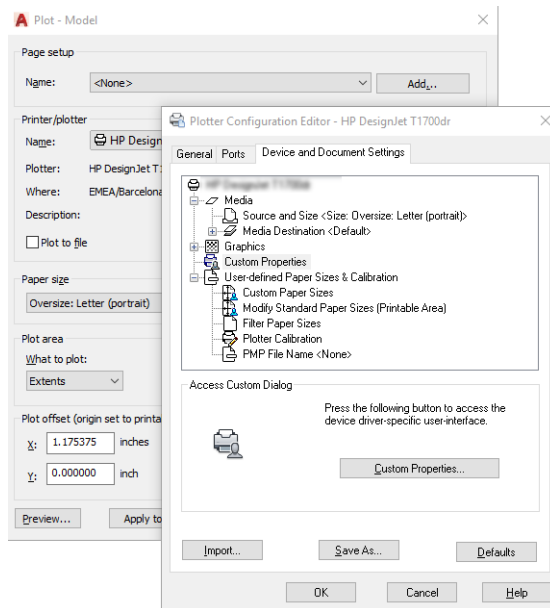 Plot - Model
Page setup
Name:
<None>
Add...
Printer/plotter
Name:
HP Design
Plotter:
HP DesignJet T
Where:
EMEA/Barcelona
Description:
Plot to file
Paper size
Oversize: Letter (portrait)
Plot area
What to plot:
Extents
Plot offset (origin set to printa
X:
1.175375
inches
Y:
0.000000
inch
Preview...
Apply to
Plotter Configuration Editor - HP DesignJet T1700dr
General
Ports
Device and Document Settings
Media
Source and Size <Size: Oversize: Letter (portrait)>
Media Destination <Default>
Graphics
Custom Properties
User-defined Paper Sizes & Calibration
Custom Paper Sizes
Modify Standard Paper Sizes (Printable Area)
Filter Paper Sizes
Plotter Calibration
PMP File Name <None>
Access Custom Dialog
Press the following button to access the
device driver-specific user-interface.
Custom Properties...
Import...
Save As...
Defaults
OK
Cancel
Help